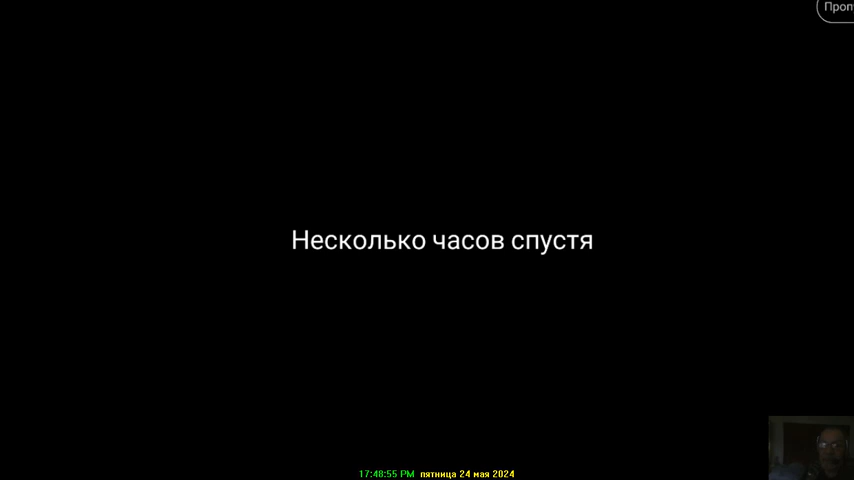 Проп
Несколько часов спустя
17:48:55 PM пятница 24 мая 2024